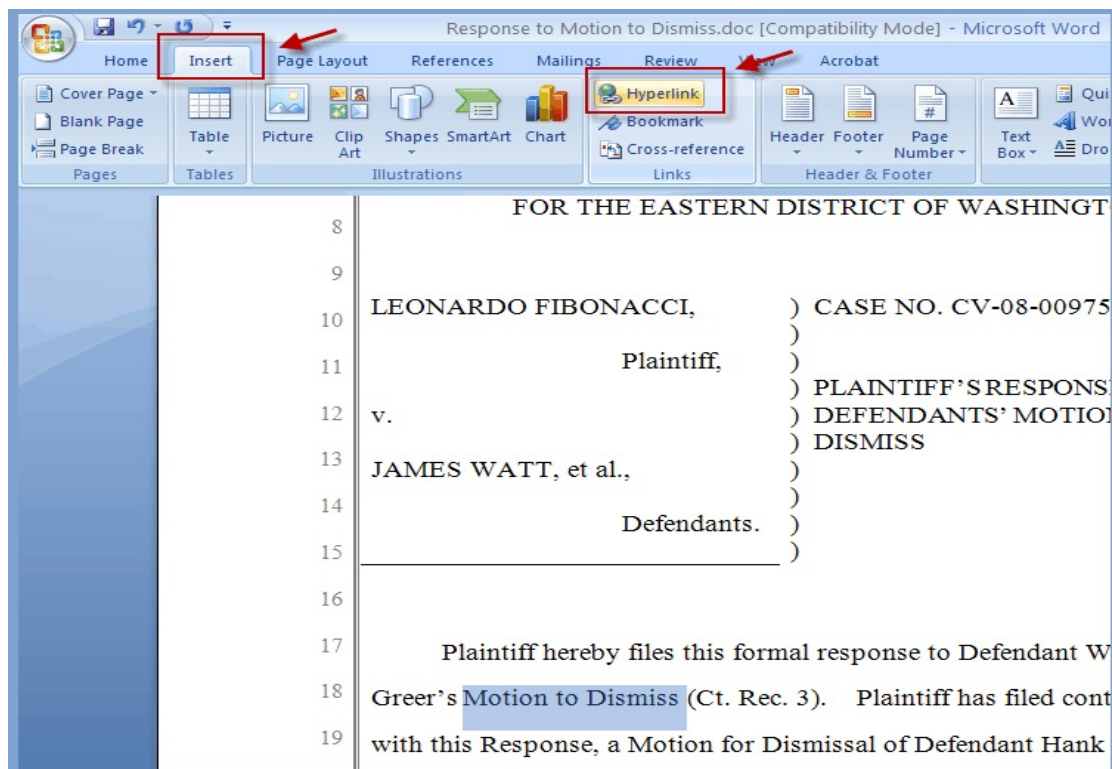 Response to Motion to Dismiss.doc [Compatibility Mode] - Microsoft Word
Home Insert Page Layout References Mailings Review View Acrobat
Cover Page
Blank Page
Page Break
Pages
Table
Tables
Picture Clip Art Shapes SmartArt Chart
Illustrations
Hyperlink
Bookmark
Cross-reference
Links
Header Footer Page Number
Header & Footer
A
Text Box
Qui
Wor
Dro
FOR THE EASTERN DISTRICT OF WASHINGT
8
9
10 LEONARDO FIBONACCI, ) CASE NO. CV-08-00975
)
11 Plaintiff, )
) PLAINTIFF'S RESPONS
12 v. ) DEFENDANTS' MOTIO
) DISMISS
13 JAMES WATT, et al., )
)
14 Defendants. )
15 )
16
17 Plaintiff hereby files this formal response to Defendant W
18 Greer's Motion to Dismiss (Ct. Rec. 3). Plaintiff has filed cont
19 with this Response, a Motion for Dismissal of Defendant Hank